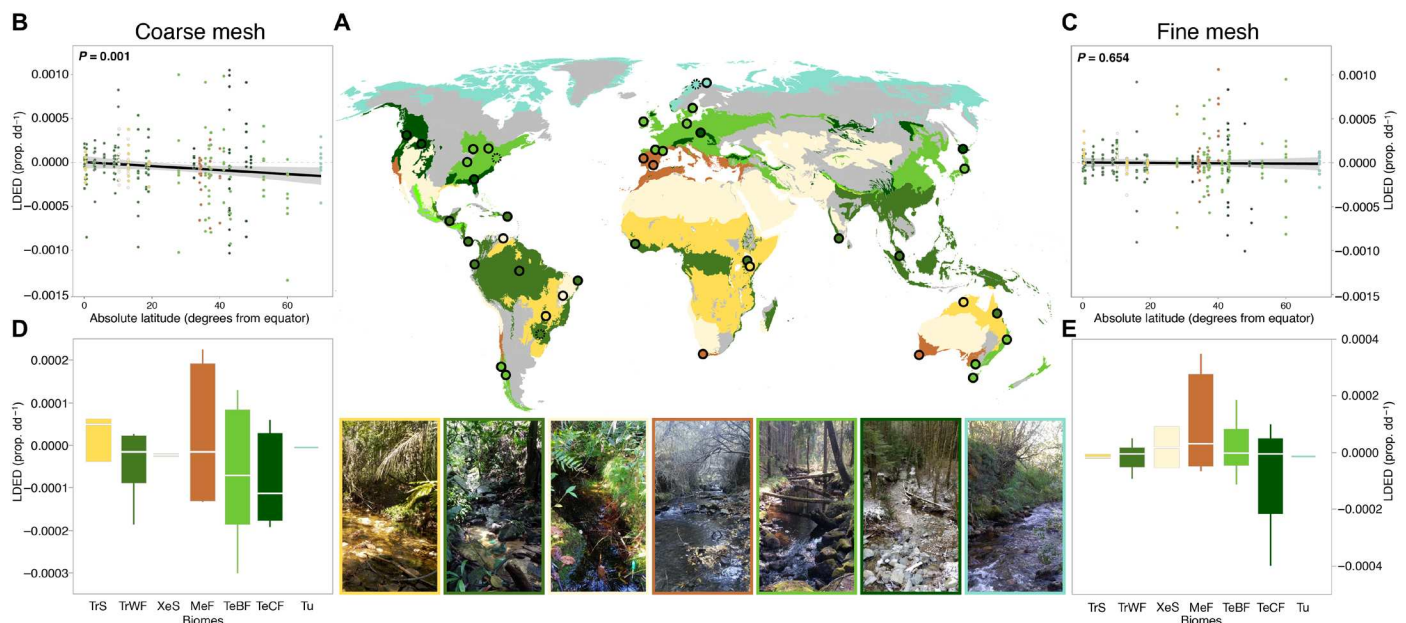 B
Coarse mesh
P = 0.001
LDED (prop. dd⁻¹)
0.0010
0.0005
0.0000
−0.0005
−0.0010
−0.0015
0
20
40
60
Absolute latitude (degrees from equator)
A
C
Fine mesh
P = 0.654
LDED (prop. dd⁻¹)
0.0010
0.0005
0.0000
−0.0005
−0.0010
−0.0015
0
20
40
60
Absolute latitude (degrees from equator)
D
LDED (prop. dd⁻¹)
0.0002
0.0001
0.0000
−0.0001
−0.0002
−0.0003
TrS TrWF XeS MeF TeBF TeCF Tu
Biomes
E
LDED (prop. dd⁻¹)
0.0004
0.0002
0.0000
−0.0002
−0.0004
TrS TrWF XeS MeF TeBF TeCF Tu
Biomes